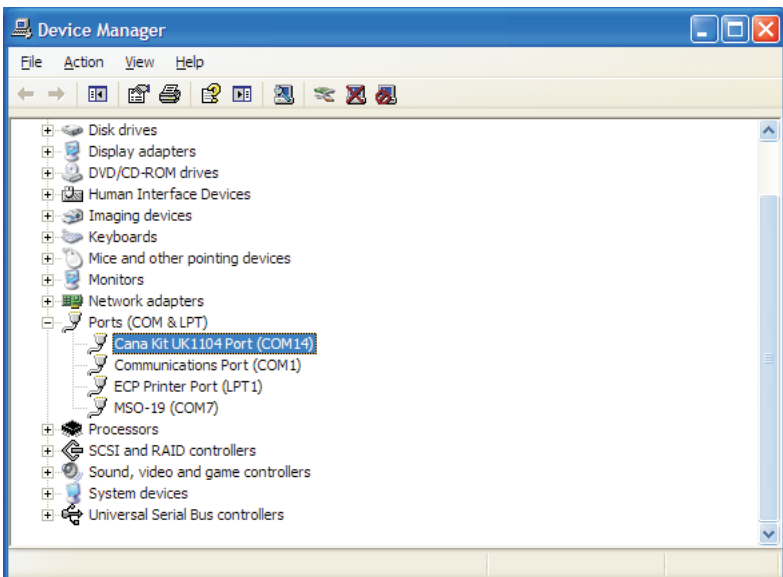 Device Manager
File Action View Help
Disk drives
Display adapters
DVD/CD-ROM drives
Human Interface Devices
Imaging devices
Keyboards
Mice and other pointing devices
Monitors
Network adapters
Ports (COM & LPT)
Cana Kit UK1104 Port (COM14)
Communications Port (COM1)
ECP Printer Port (LPT1)
MSO-19 (COM7)
Processors
SCSI and RAID controllers
Sound, video and game controllers
System devices
Universal Serial Bus controllers